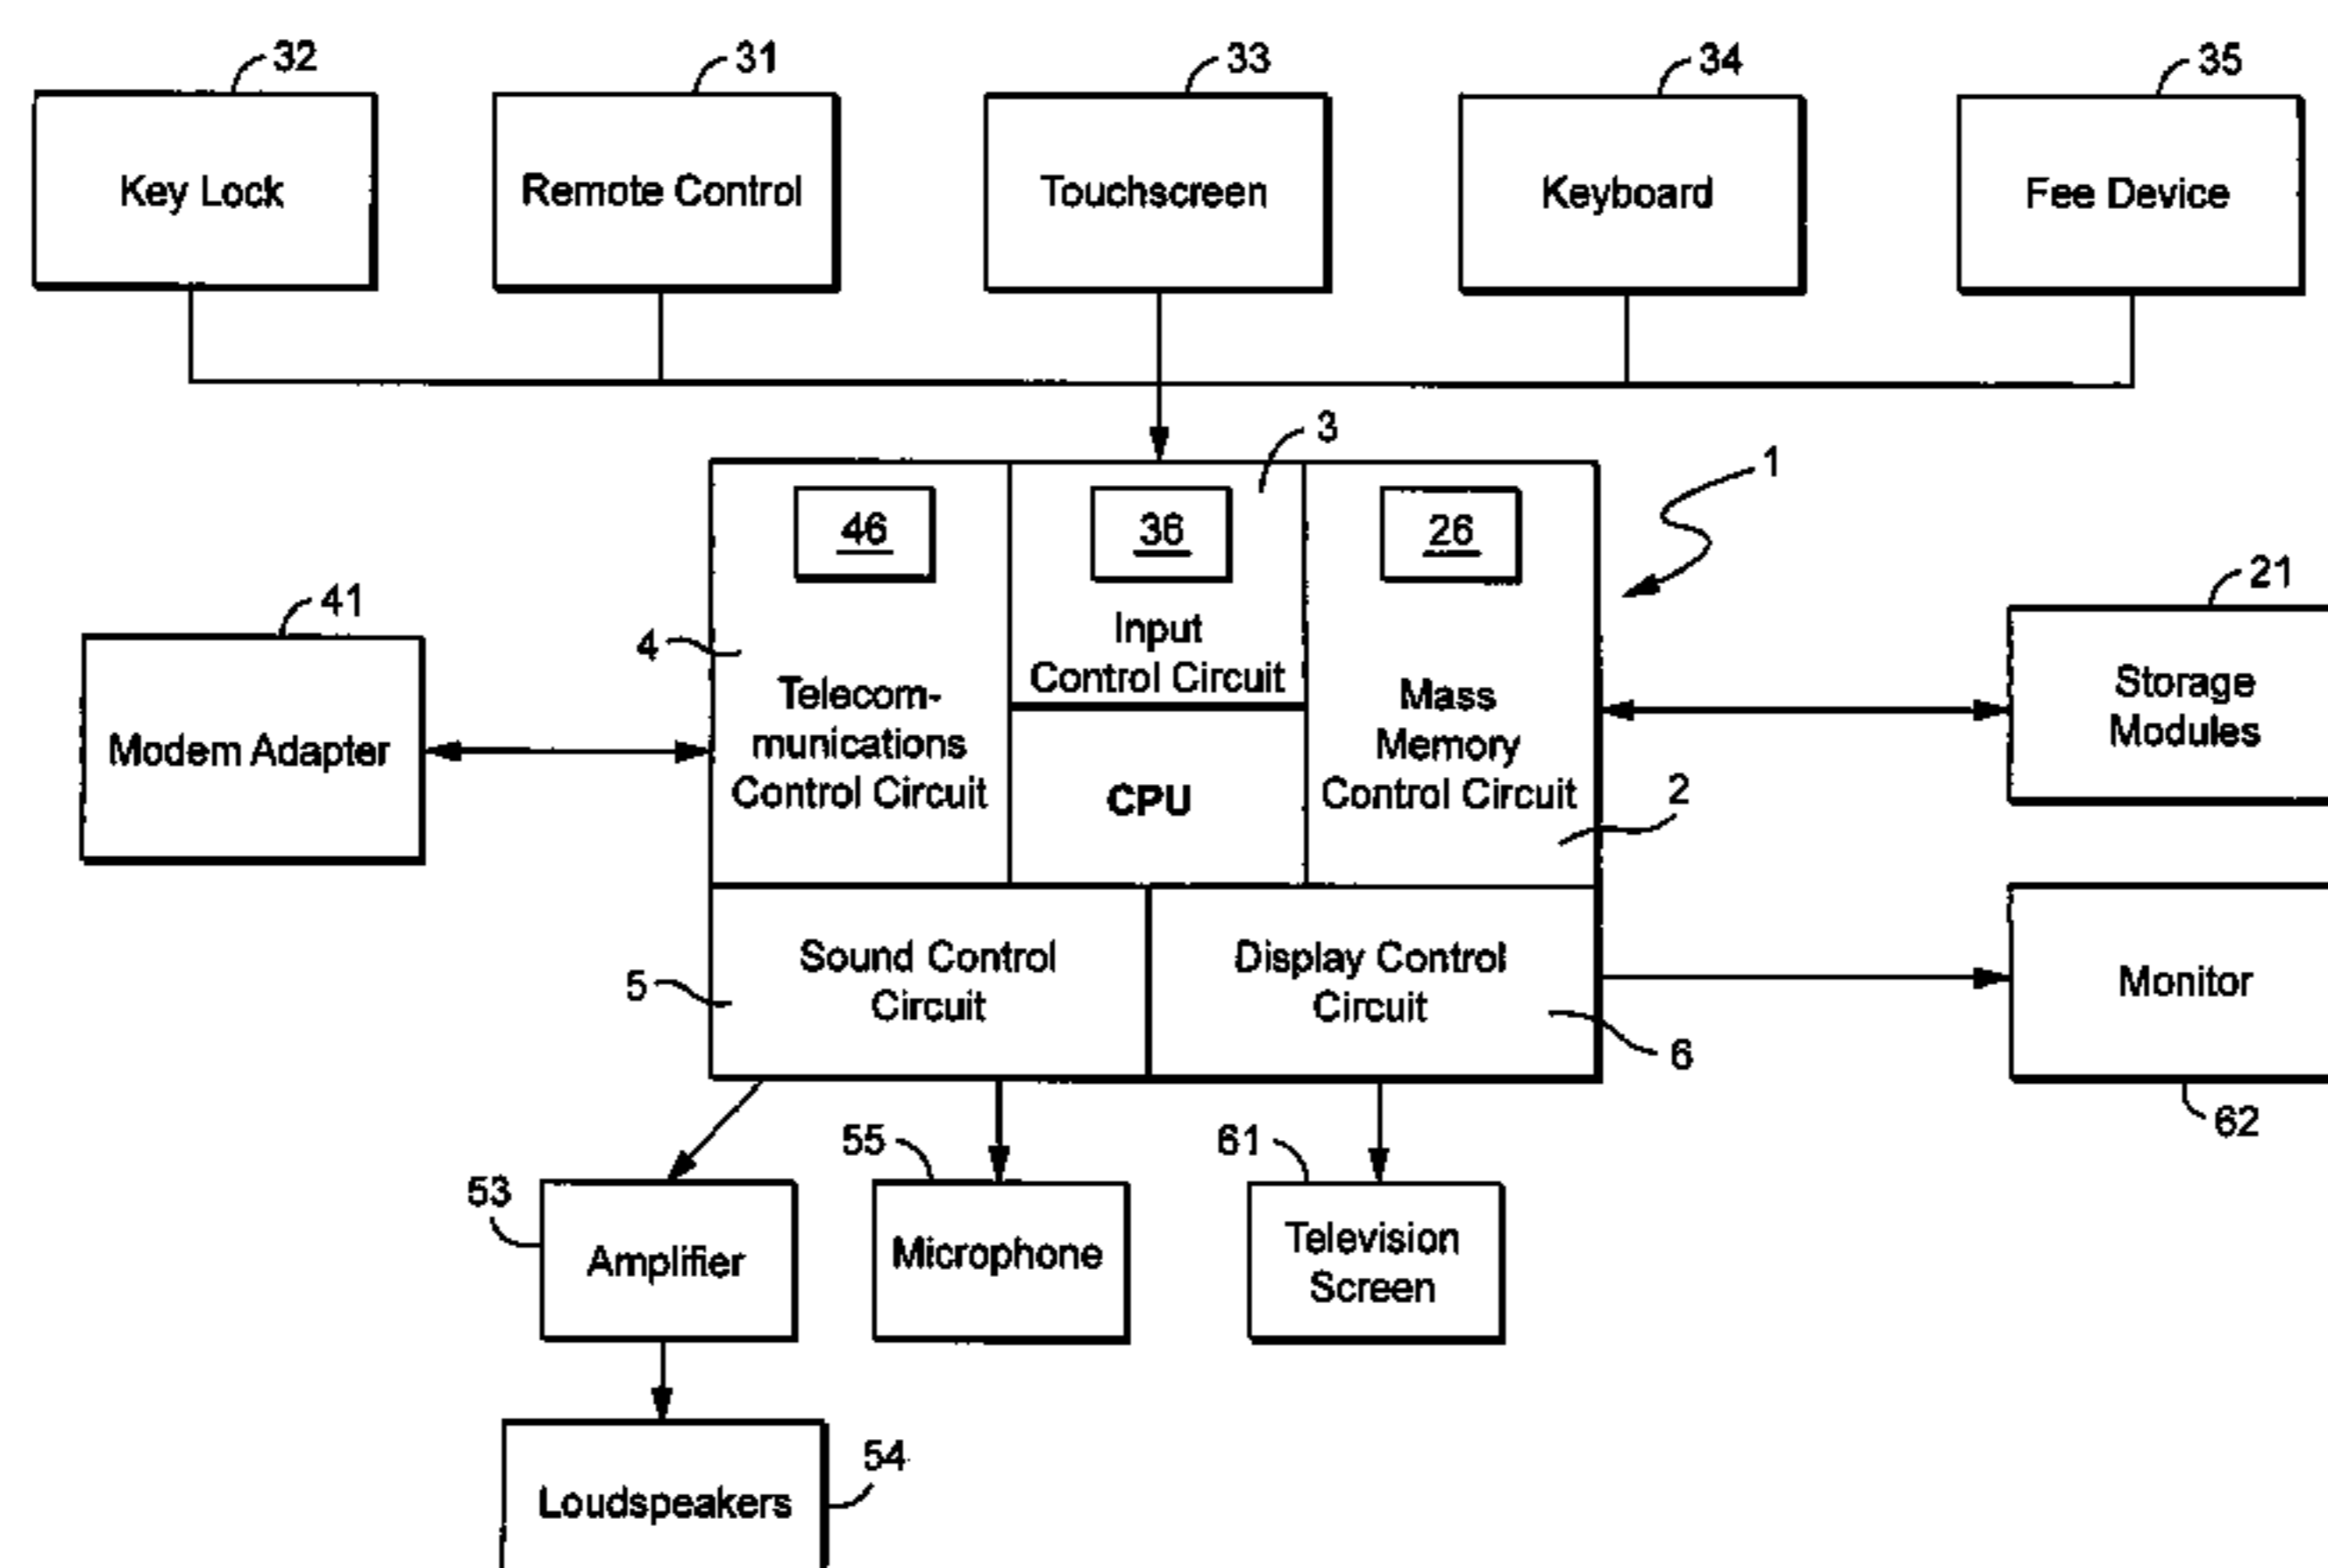 32
31
33
34
35
Key Lock
Remote Control
Touchscreen
Keyboard
Fee Device
3
1
46
36
26
41
21
4
Input
Control Circuit
Telecom-
munications
Control Circuit
Mass
Memory
Control Circuit
Storage
Modules
Modem Adapter
CPU
2
Sound Control
Circuit
Display Control
Circuit
Monitor
5
6
62
55
61
53
Amplifier
Microphone
Television
Screen
54
Loudspeakers